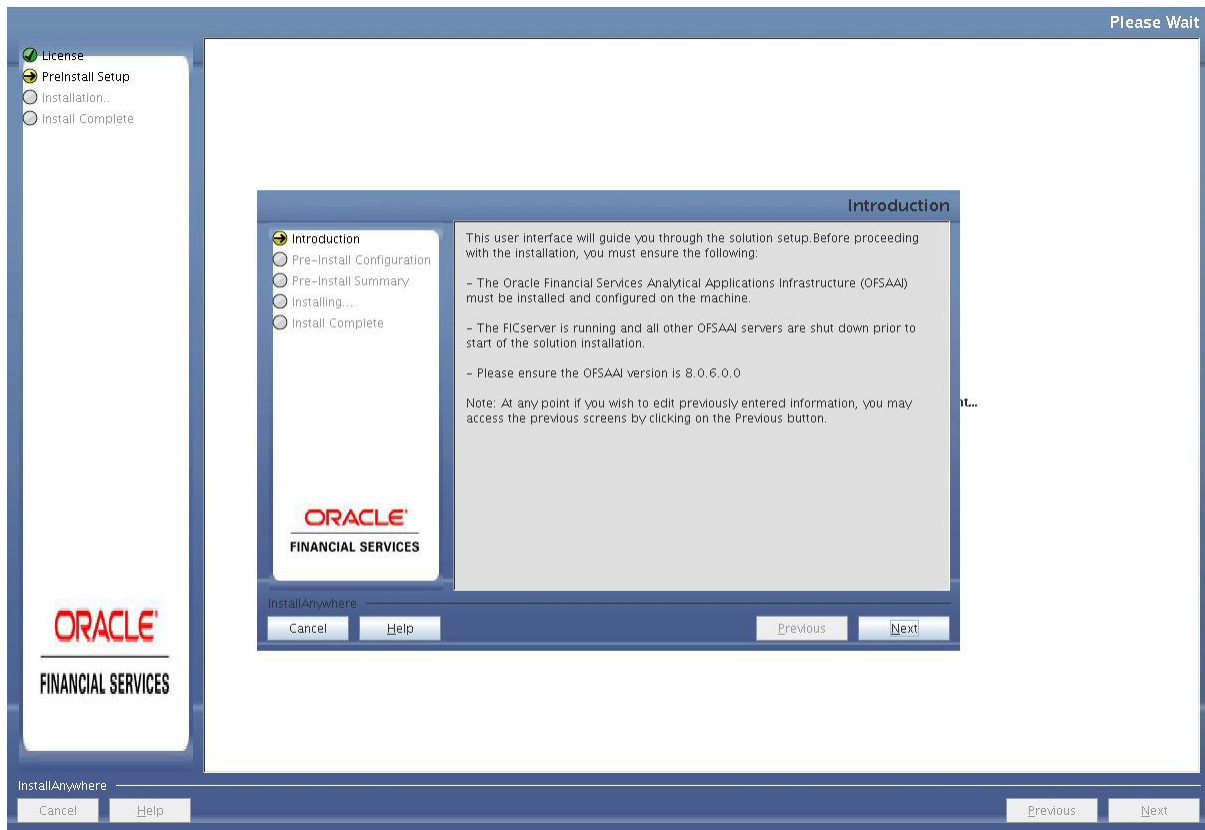 Please Wait
License
PreInstall Setup
Installation..
Install Complete
Introduction
Introduction
Pre-Install Configuration
Pre-Install Summary
Installing...
Install Complete
This user interface will guide you through the solution setup.Before proceeding
with the installation, you must ensure the following:
- The Oracle Financial Services Analytical Applications Infrastructure (OFSAAI)
must be installed and configured on the machine.
- The FICserver is running and all other OFSAAI servers are shut down prior to
start of the solution installation.
- Please ensure the OFSAAI version is 8.0.6.0.0
Note: At any point if you wish to edit previously entered information, you may
access the previous screens by clicking on the Previous button.
ORACLE'
FINANCIAL SERVICES
InstallAnywhere
Cancel
Help
Previous
Next
ORACLE'
FINANCIAL SERVICES
InstallAnywhere
Cancel
Help
Previous
Next